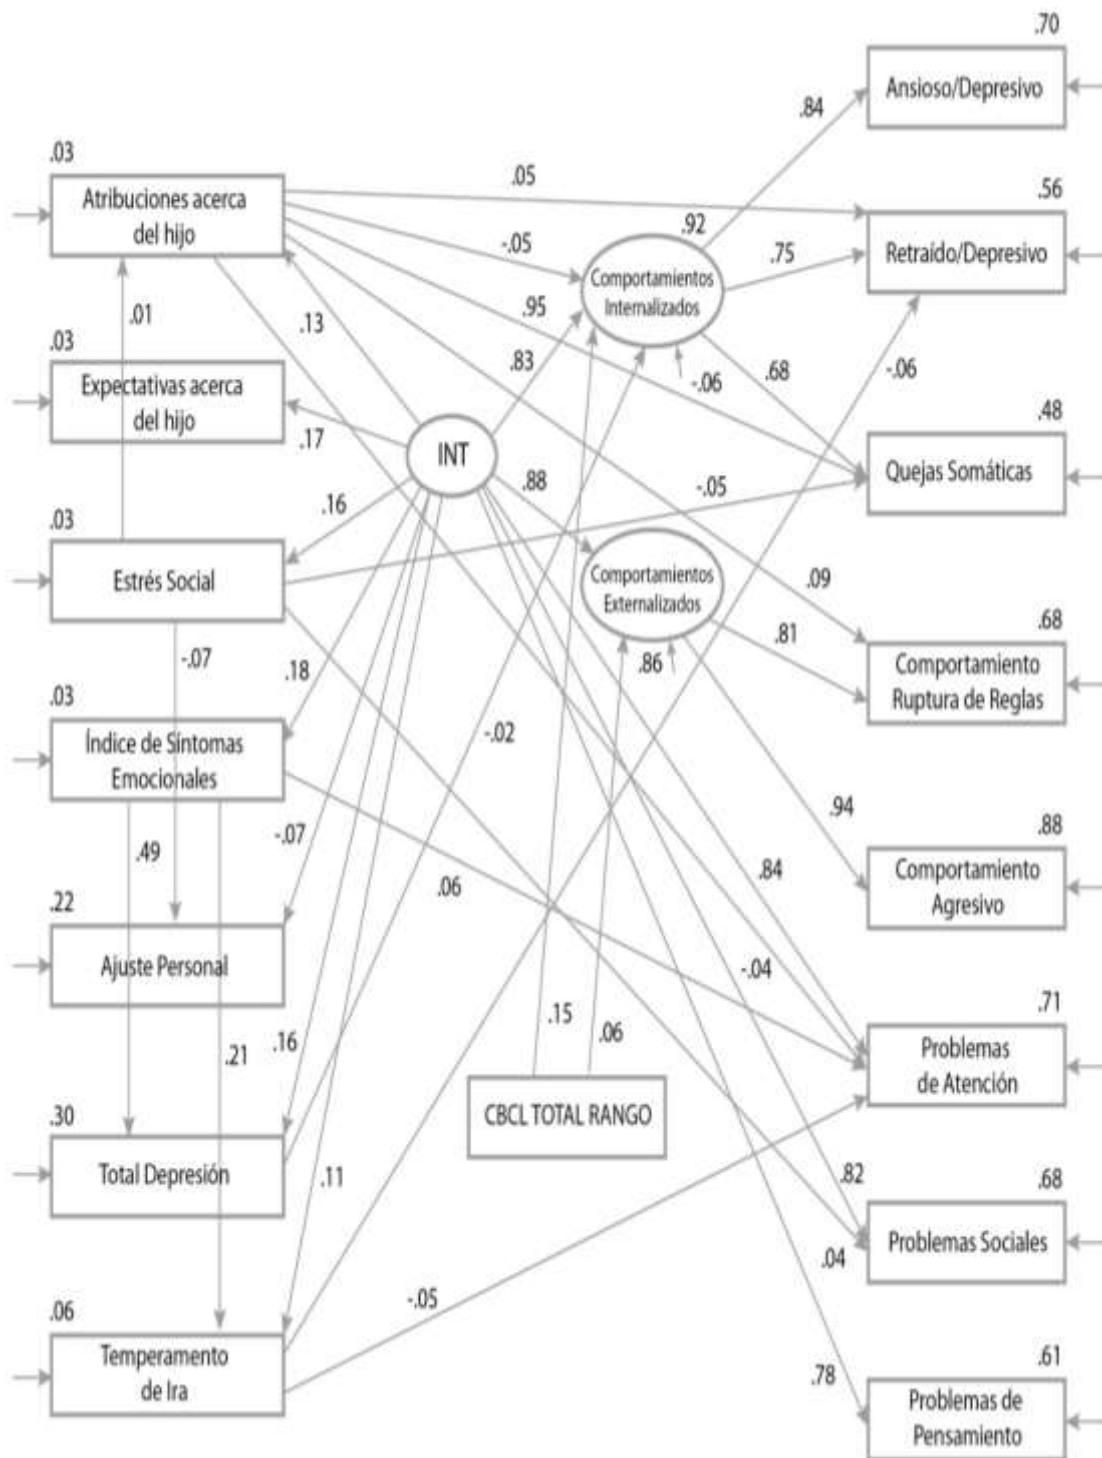 .70
Ansioso/Depresivo
.84
.03
Atribuciones acerca
del hijo
.05
.56
Retraído/Depresivo
-.05
.92
Comportamientos
Internalizados
.75
.01
.13
.95
.83
-.06
.68
-.06
.03
Expectativas acerca
del hijo
.17
INT
.48
Quejas Somáticas
.88
-.05
.16
.03
Estrés Social
Comportamientos
Externalizados
.09
.81
.86
.68
Comportamiento
Ruptura de Reglas
-.07
.18
.03
Índice de Síntomas
Emocionales
-.02
.49
-.07
.06
.94
.84
.88
Comportamiento
Agresivo
.22
Ajuste Personal
-.04
.21
.16
.15
.06
.71
Problemas
de Atención
CBCL TOTAL RANGO
.30
Total Depresión
.11
.82
.68
Problemas Sociales
.04
-.05
.06
Temperamento
de Ira
.78
.61
Problemas de
Pensamiento